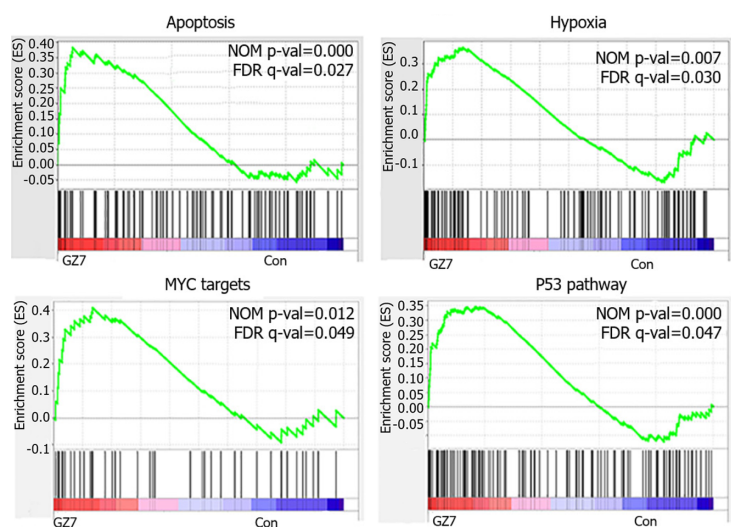 Apoptosis
Enrichment score (ES)
0.40
0.35
0.30
0.25
0.20
0.15
0.10
0.05
0.00
-0.05
NOM p-val=0.000
FDR q-val=0.027
GZ7 Con
Hypoxia
Enrichment score (ES)
0.3
0.2
0.1
0.0
-0.1
NOM p-val=0.007
FDR q-val=0.030
GZ7 Con
MYC targets
Enrichment score (ES)
0.4
0.3
0.2
0.1
0.0
-0.1
NOM p-val=0.012
FDR q-val=0.049
GZ7 Con
P53 pathway
Enrichment score (ES)
0.35
0.30
0.25
0.20
0.15
0.10
0.05
0.00
-0.05
NOM p-val=0.000
FDR q-val=0.047
GZ7 Con